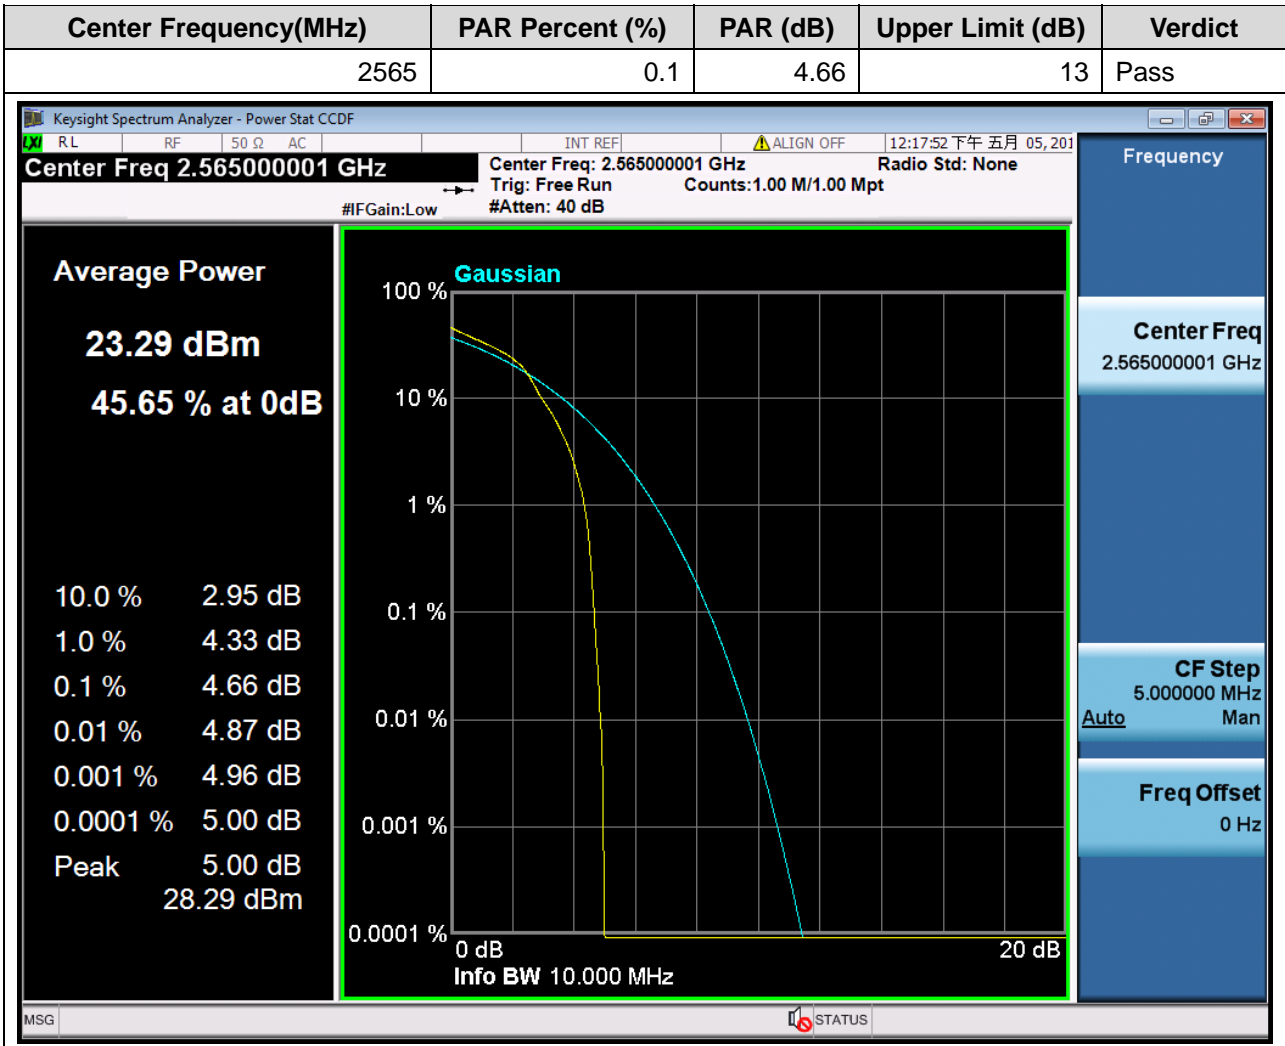 Center Frequency(MHz) PAR Percent (%) PAR (dB) Upper Limit (dB) Verdict
2565 0.1 4.66 13 Pass
Keysight Spectrum Analyzer - Power Stat CCDF
LXI RL RF 50 Ω AC INT REF ALIGN OFF 12:17:52 下午 五月 05, 201
Center Freq 2.565000001 GHz
Center Freq: 2.565000001 GHz Radio Std: None
Trig: Free Run Counts:1.00 M/1.00 Mpt
#IFGain:Low #Atten: 40 dB
Average Power
23.29 dBm
45.65 % at 0dB
10.0 % 2.95 dB
1.0 % 4.33 dB
0.1 % 4.66 dB
0.01 % 4.87 dB
0.001 % 4.96 dB
0.0001 % 5.00 dB
Peak 5.00 dB
28.29 dBm
Gaussian
100 %
10 %
1 %
0.1 %
0.01 %
0.001 %
0.0001 %
0 dB 20 dB
Info BW 10.000 MHz
Frequency
Center Freq
2.565000001 GHz
CF Step
5.000000 MHz
Auto Man
Freq Offset
0 Hz
MSG STATUS